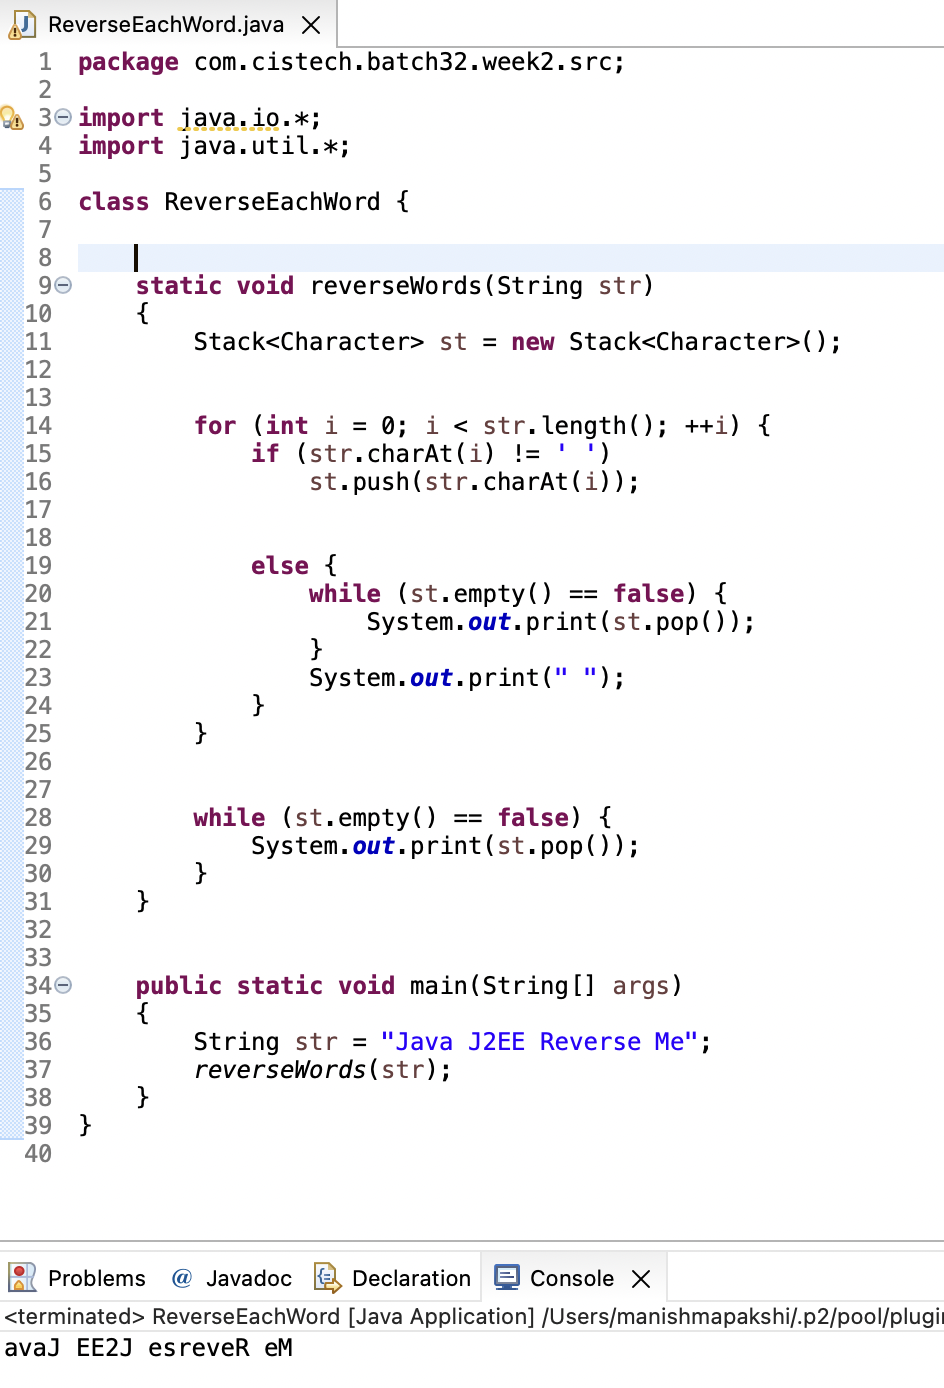 ReverseEachWord.java
1 package com.cistech.batch32.week2.src;
2
3 import java.io.*;
4 import java.util.*;
5
6 class ReverseEachWord {
7
8
9     static void reverseWords(String str)
10     {
11         Stack<Character> st = new Stack<Character>();
12
13
14         for (int i = 0; i < str.length(); ++i) {
15             if (str.charAt(i) != ' ')
16                 st.push(str.charAt(i));
17
18
19             else {
20                 while (st.empty() == false) {
21                     System.out.print(st.pop());
22                 }
23                 System.out.print(" ");
24             }
25         }
26
27
28         while (st.empty() == false) {
29             System.out.print(st.pop());
30         }
31     }
32
33
34     public static void main(String[] args)
35     {
36         String str = "Java J2EE Reverse Me";
37         reverseWords(str);
38     }
39 }
40
Problems @ Javadoc Declaration Console
<terminated> ReverseEachWord [Java Application] /Users/manishmapakshi/.p2/pool/plugin
avaJ EE2J esreveR eM